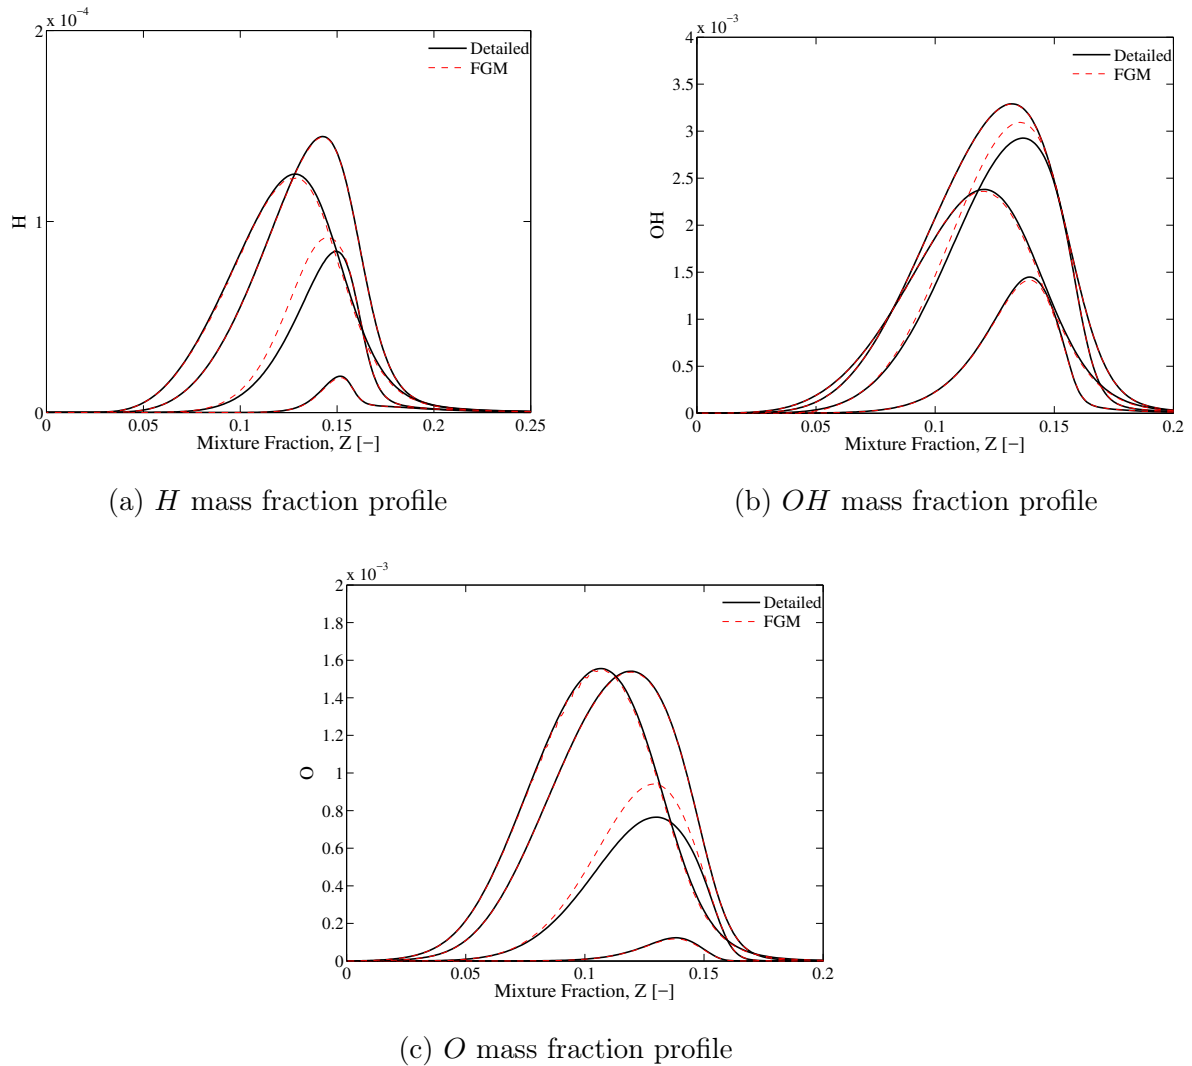 x 10−4
2
1
0
H
Detailed
FGM
0 0.05 0.1 0.15 0.2 0.25
Mixture Fraction, Z [−]
(a) H mass fraction profile
x 10−3
4
3.5
3
2.5
2
1.5
1
0.5
0
OH
Detailed
FGM
0 0.05 0.1 0.15 0.2
Mixture Fraction, Z [−]
(b) OH mass fraction profile
x 10−3
2
1.8
1.6
1.4
1.2
1
0.8
0.6
0.4
0.2
0
O
Detailed
FGM
0 0.05 0.1 0.15 0.2
Mixture Fraction, Z [−]
(c) O mass fraction profile